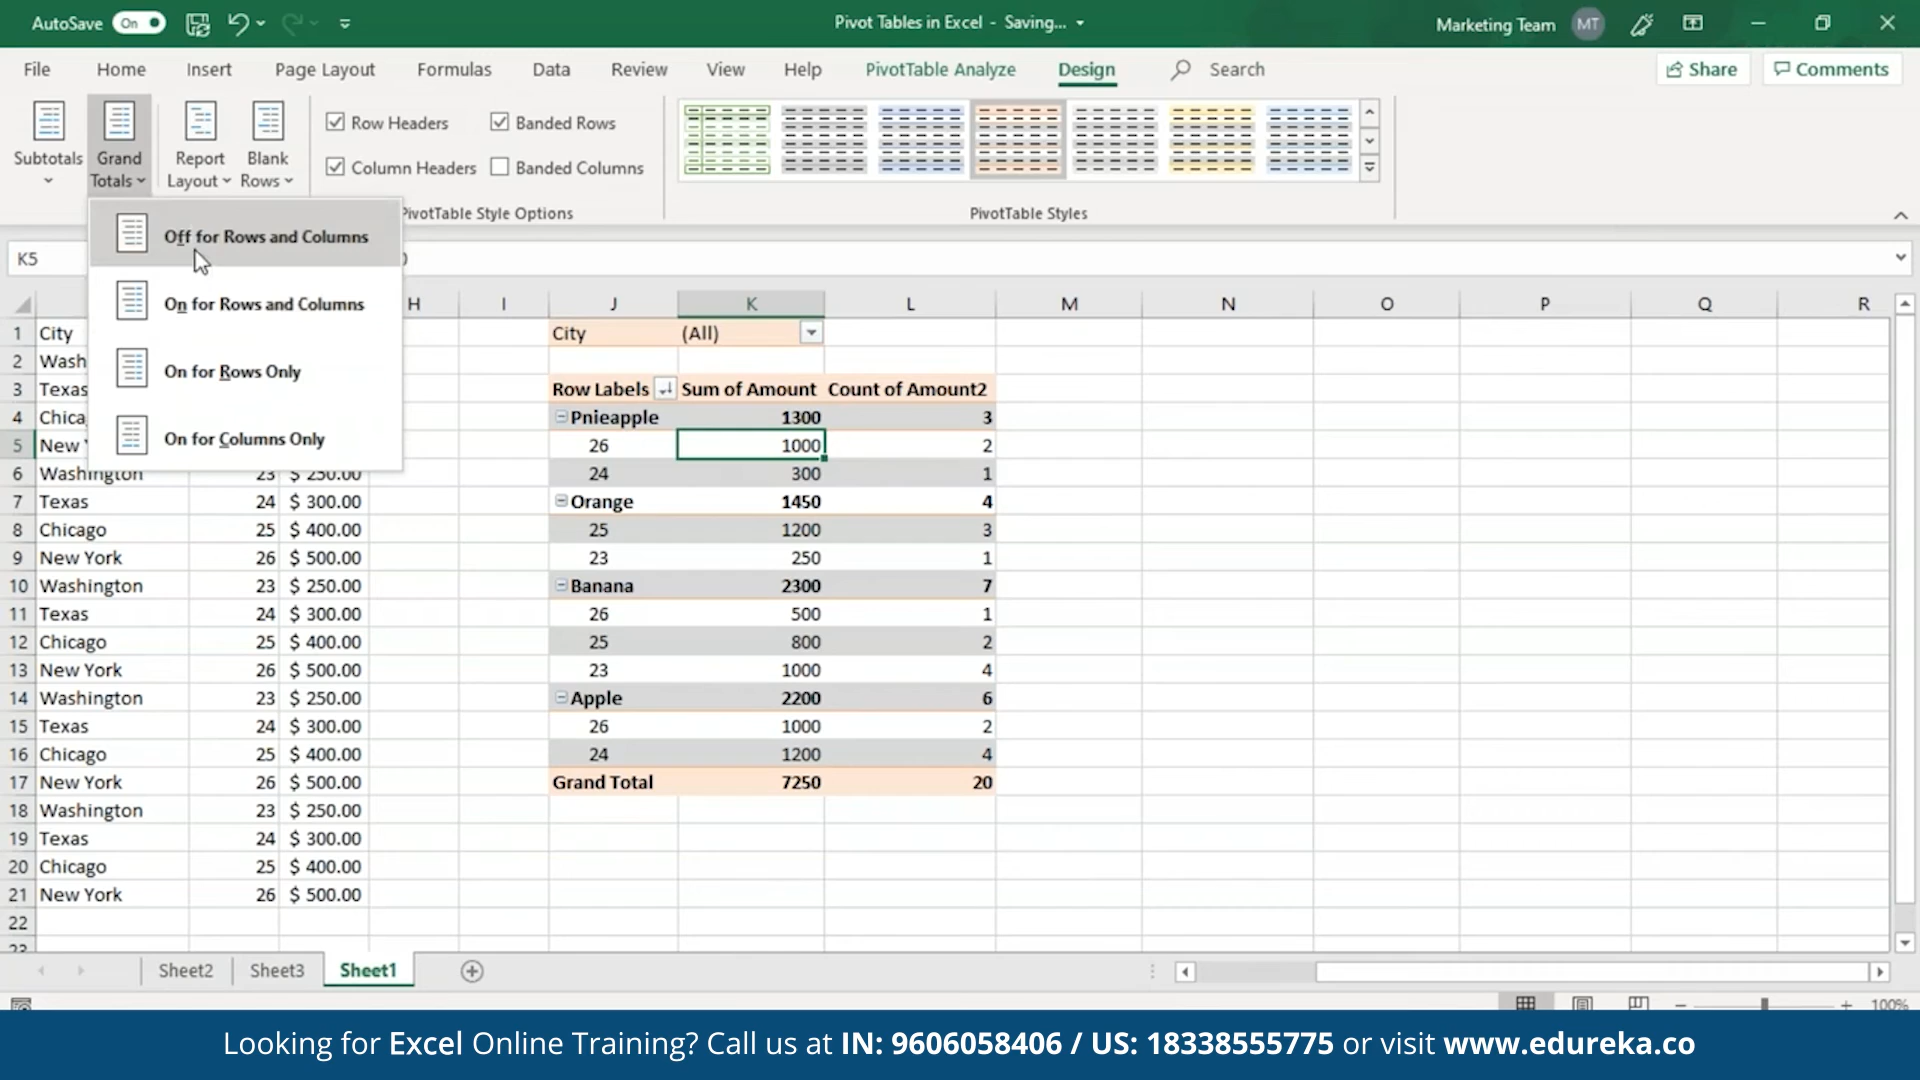 AutoSave On Pivot Tables in Excel - Saving... Marketing Team MT
File Home Insert Page Layout Formulas Data Review View Help PivotTable Analyze Design Search Share Comments
Subtotals
Grand Totals
Report Layout
Blank Rows
Row Headers Banded Rows
Column Headers Banded Columns
PivotTable Style Options PivotTable Styles
Off for Rows and Columns
On for Rows and Columns
On for Rows Only
On for Columns Only
K5
H I J K L M N O P Q R
1 City City (All)
2 Wash
3 Texas Row Labels Sum of Amount Count of Amount2
4 Chica Pnieapple 1300 3
5 New 26 1000 2
6 Washington 23 $ 250.00 24 300 1
7 Texas 24 $ 300.00 Orange 1450 4
8 Chicago 25 $ 400.00 25 1200 3
9 New York 26 $ 500.00 23 250 1
10 Washington 23 $ 250.00 Banana 2300 7
11 Texas 24 $ 300.00 26 500 1
12 Chicago 25 $ 400.00 25 800 2
13 New York 26 $ 500.00 23 1000 4
14 Washington 23 $ 250.00 Apple 2200 6
15 Texas 24 $ 300.00 26 1000 2
16 Chicago 25 $ 400.00 24 1200 4
17 New York 26 $ 500.00 Grand Total 7250 20
18 Washington 23 $ 250.00
19 Texas 24 $ 300.00
20 Chicago 25 $ 400.00
21 New York 26 $ 500.00
22
23
Sheet2 Sheet3 Sheet1
100%
Looking for Excel Online Training? Call us at IN: 9606058406 / US: 18338555775 or visit www.edureka.co